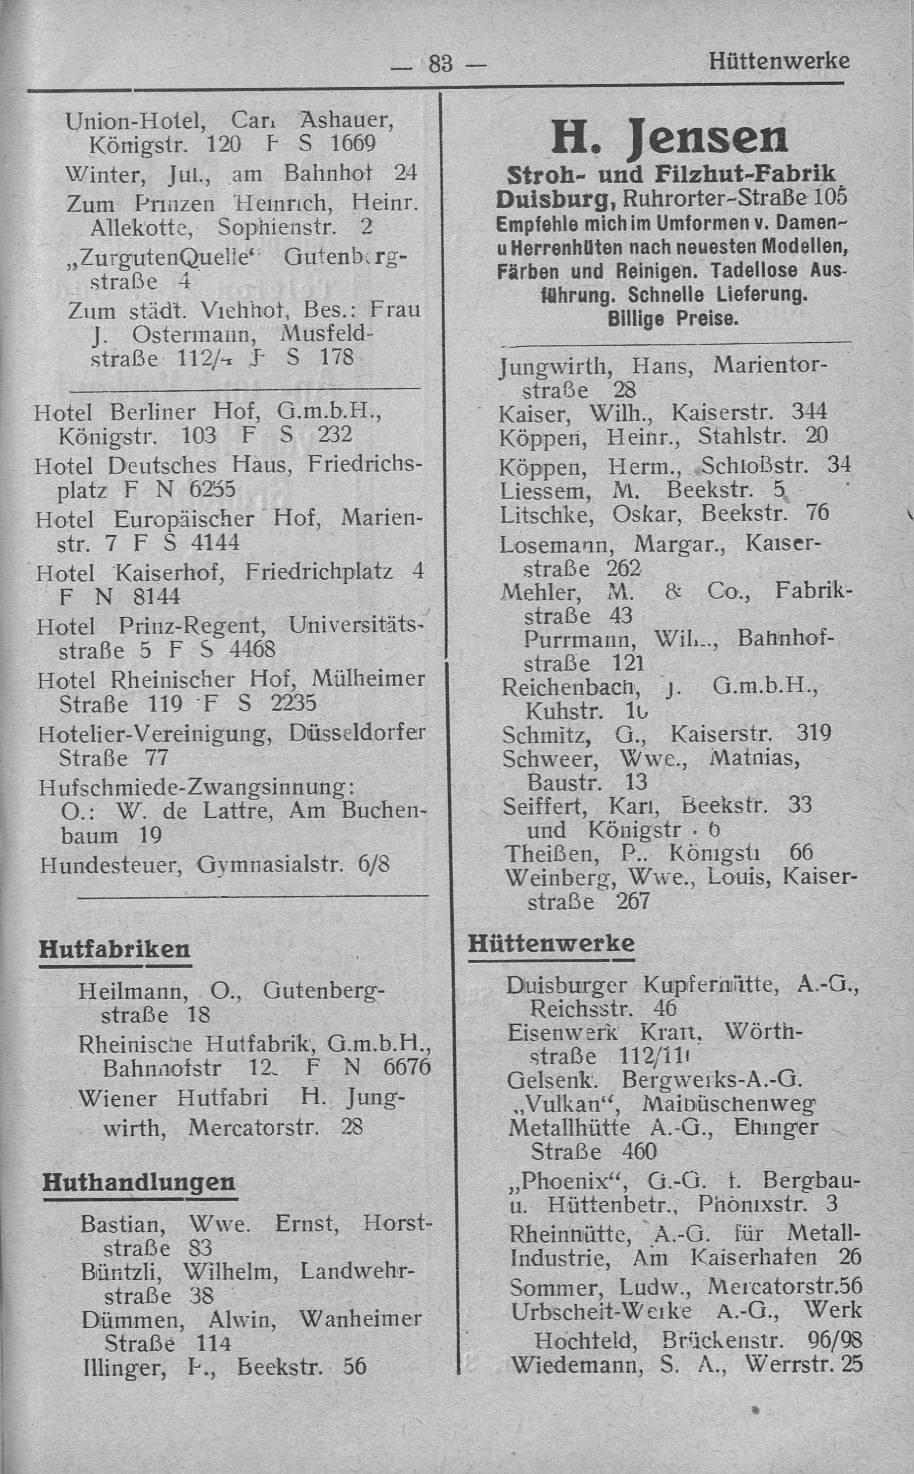 — 83 —
Hüttenwerke
Union-Hotel, Carl Ashauer,
Königstr. 120 F S 1669
Winter, Jul., am Bahnhof 24
Zum Prinzen Heinrich, Heinr.
Allekotte, Sophienstr. 2
„ZurgutenQuelle“ Gutenberg-
straße 4
Zum städt. Viehhof, Bes.: Frau
J. Ostermann, Musfeld-
straße 112/4 F S 178
Hotel Berliner Hof, G.m.b.H.,
Königstr. 103 F S 232
Hotel Deutsches Haus, Friedrichs-
platz F N 6255
Hotel Europäischer Hof, Marien-
str. 7 F S 4144
Hotel Kaiserhof, Friedrichplatz 4
F N 8144
Hotel Prinz-Regent, Universitäts-
straße 5 F S 4468
Hotel Rheinischer Hof, Mülheimer
Straße 119 F S 2235
Hotelier-Vereinigung, Düsseldorfer
Straße 77
Hufschmiede-Zwangsinnung:
O.: W. de Lattre, Am Buchen-
baum 19
Hundesteuer, Gymnasialstr. 6/8
Hutfabriken
Heilmann, O., Gutenberg-
straße 18
Rheinische Hutfabrik, G.m.b.H.,
Bahnhofstr 12. F N 6676
Wiener Hutfabri H. Jung-
wirth, Mercatorstr. 28
Huthandlungen
Bastian, Wwe. Ernst, Horst-
straße 83
Büntzli, Wilhelm, Landwehr-
straße 38
Dümmen, Alwin, Wanheimer
Straße 114
Illinger, F., Beekstr. 56
H. Jensen
Stroh- und Filzhut-Fabrik
Duisburg, Ruhrorter-Straße 105
Empfehle mich im Umformen v. Damen-
u Herrenhüten nach neuesten Modellen,
Färben und Reinigen. Tadellose Aus-
führung. Schnelle Lieferung.
Billige Preise.
Jungwirth, Hans, Marientor-
straße 28
Kaiser, Wilh., Kaiserstr. 344
Köppen, Heinr., Stahlstr. 20
Köppen, Herm., Schloßstr. 34
Liessem, M. Beekstr. 5
Litschke, Oskar, Beekstr. 76
Losemann, Margar., Kaiser-
straße 262
Mehler, M. & Co., Fabrik-
straße 43
Purrmann, Wilh., Bahnhof-
straße 121
Reichenbach, J. G.m.b.H.,
Kuhstr.
Schmitz, G., Kaiserstr. 319
Schweer, Wwe., Mathias,
Baustr. 13
Seiffert, Karl, Beekstr. 33
und Königstr. 6
Theißen, P.. Königstr 66
Weinberg, Wwe., Louis, Kaiser-
straße 267
Hüttenwerke
Duisburger Kupferhütte, A.-G.,
Reichsstr. 46
Eisenwerk Kraft, Wörth-
straße
Gelsenk. Bergwerks-A.-G.
„Vulkan“, Maibüschenweg
Metallhütte A.-G., Ehinger
Straße 460
„Phoenix“, G.-G. f. Bergbau-
u. Hüttenbetr., Phönixstr. 3
Rheinhütte, A.-G. für Metall-
Industrie, Am Kaiserhafen 26
Sommer, Ludw., Mercatorstr.56
Urbscheit-Werke A.-G., Werk
Hochfeld, Brückenstr. 96/98
Wiedemann, S. A., Werrstr. 25